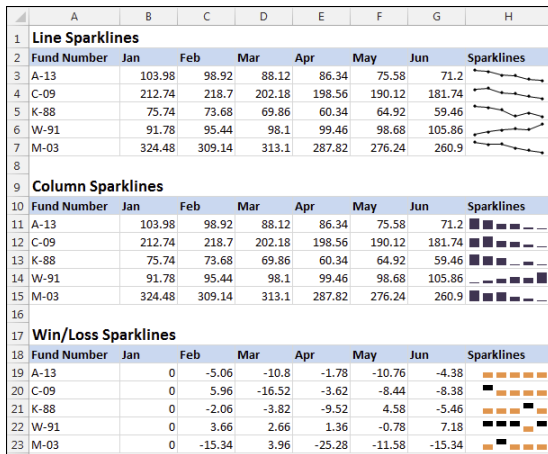 A B C D E F G H
1 Line Sparklines
2 Fund Number Jan Feb Mar Apr May Jun Sparklines
3 A-13 103.98 98.92 88.12 86.34 75.58 71.2
4 C-09 212.74 218.7 202.18 198.56 190.12 181.74
5 K-88 75.74 73.68 69.86 60.34 64.92 59.46
6 W-91 91.78 95.44 98.1 99.46 98.68 105.86
7 M-03 324.48 309.14 313.1 287.82 276.24 260.9
8
9 Column Sparklines
10 Fund Number Jan Feb Mar Apr May Jun Sparklines
11 A-13 103.98 98.92 88.12 86.34 75.58 71.2
12 C-09 212.74 218.7 202.18 198.56 190.12 181.74
13 K-88 75.74 73.68 69.86 60.34 64.92 59.46
14 W-91 91.78 95.44 98.1 99.46 98.68 105.86
15 M-03 324.48 309.14 313.1 287.82 276.24 260.9
16
17 Win/Loss Sparklines
18 Fund Number Jan Feb Mar Apr May Jun Sparklines
19 A-13 0 -5.06 -10.8 -1.78 -10.76 -4.38
20 C-09 0 5.96 -16.52 -3.62 -8.44 -8.38
21 K-88 0 -2.06 -3.82 -9.52 4.58 -5.46
22 W-91 0 3.66 2.66 1.36 -0.78 7.18
23 M-03 0 -15.34 3.96 -25.28 -11.58 -15.34